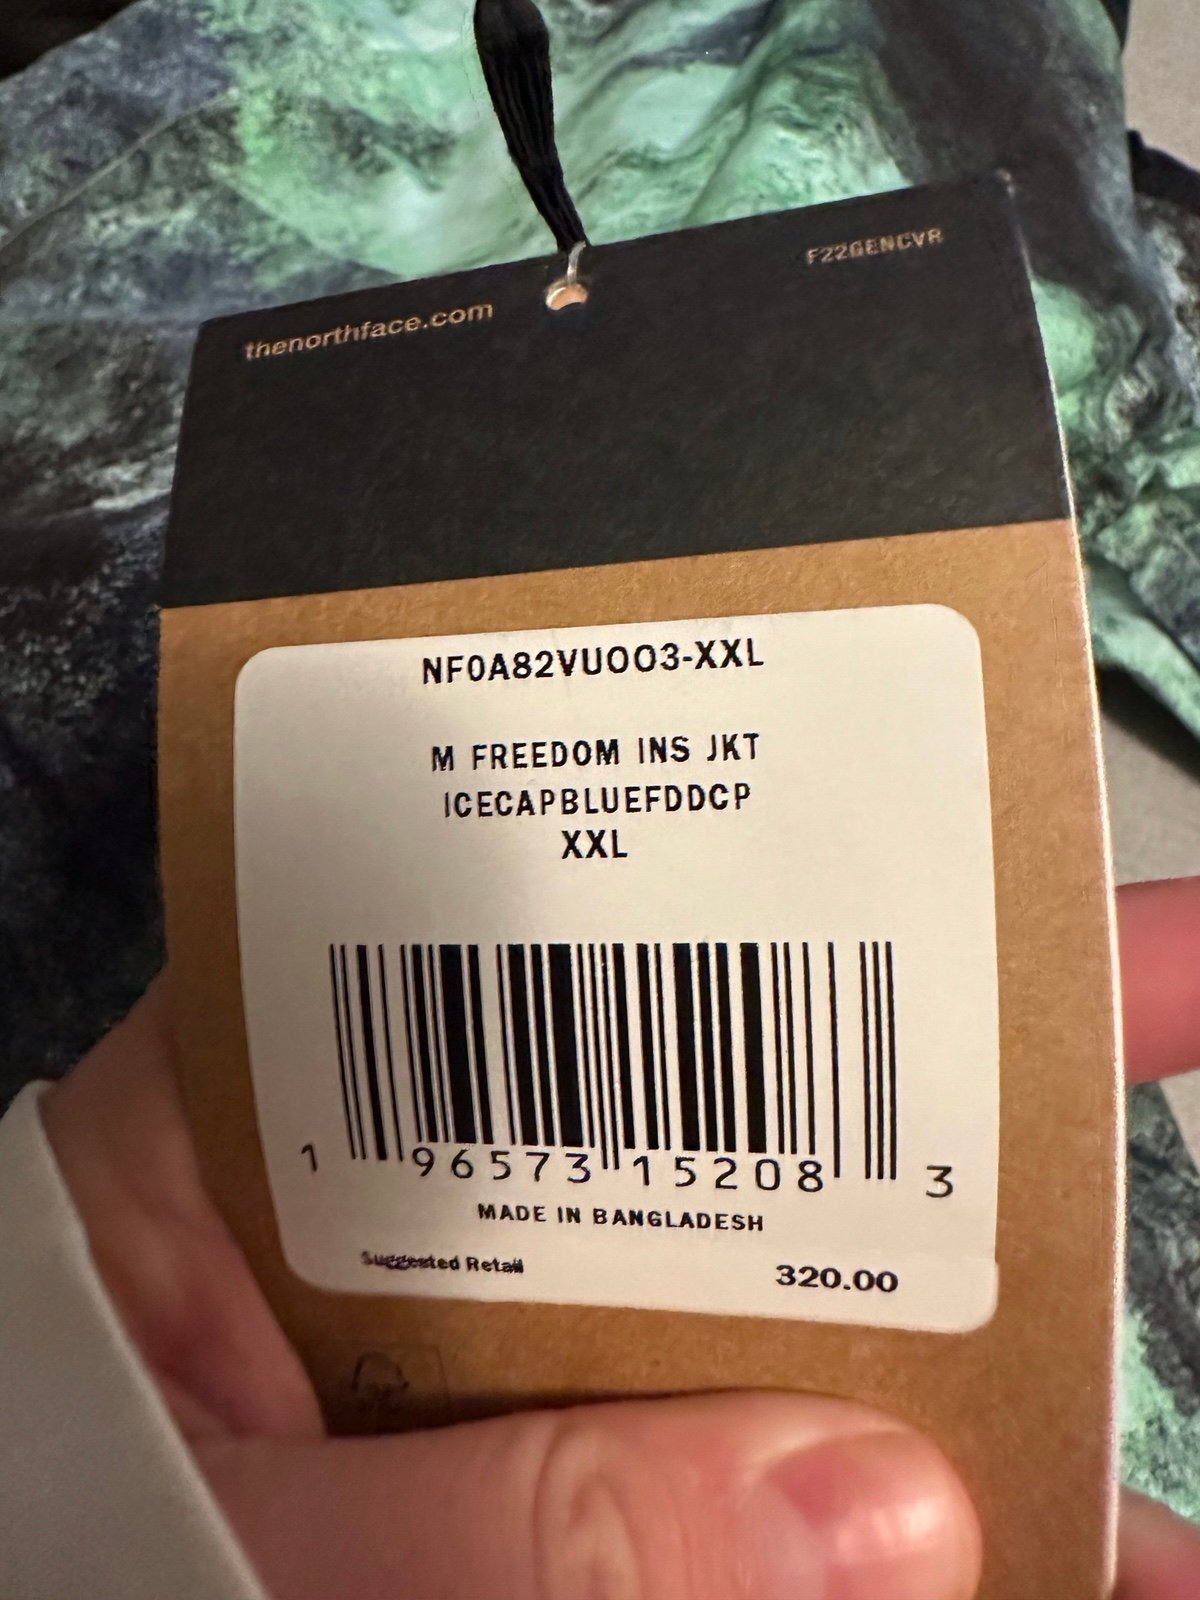 thenorthface.com
F22GENCVR
NF0A82VU003-XXL
M FREEDOM INS JKT
ICECAPBLUEFDDCP
XXL
1 96573 15208 3
MADE IN BANGLADESH
Suggested Retail 320.00